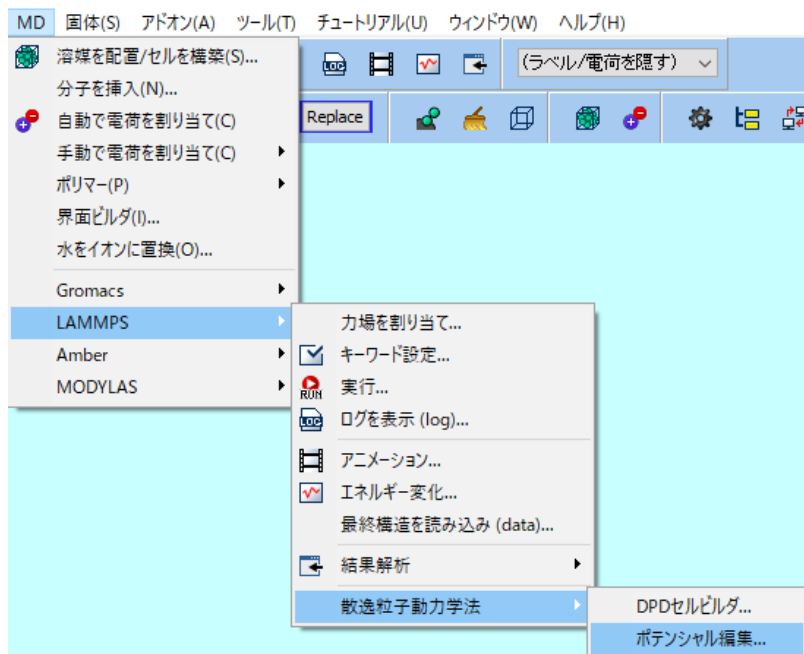 MD 固体(S) アドオン(A) ツール(T) チュートリアル(U) ウィンドウ(W) ヘルプ(H)
溶媒を配置/セルを構築(S)...
LOG (ラベル/電荷を隠す)
分子を挿入(N)...
自動で電荷を割り当て(C)
Replace
手動で電荷を割り当て(C)
ポリマー(P)
界面ビルダ(I)...
水をイオンに置換(O)...
Gromacs
LAMMPS
Amber
MODYLAS
力場を割り当て...
キーワード設定...
RUN 実行...
LOG ログを表示 (log)...
アニメーション...
エネルギー変化...
最終構造を読み込み (data)...
結果解析
散逸粒子動力学法
DPDセルビルダ...
ポテンシャル編集...